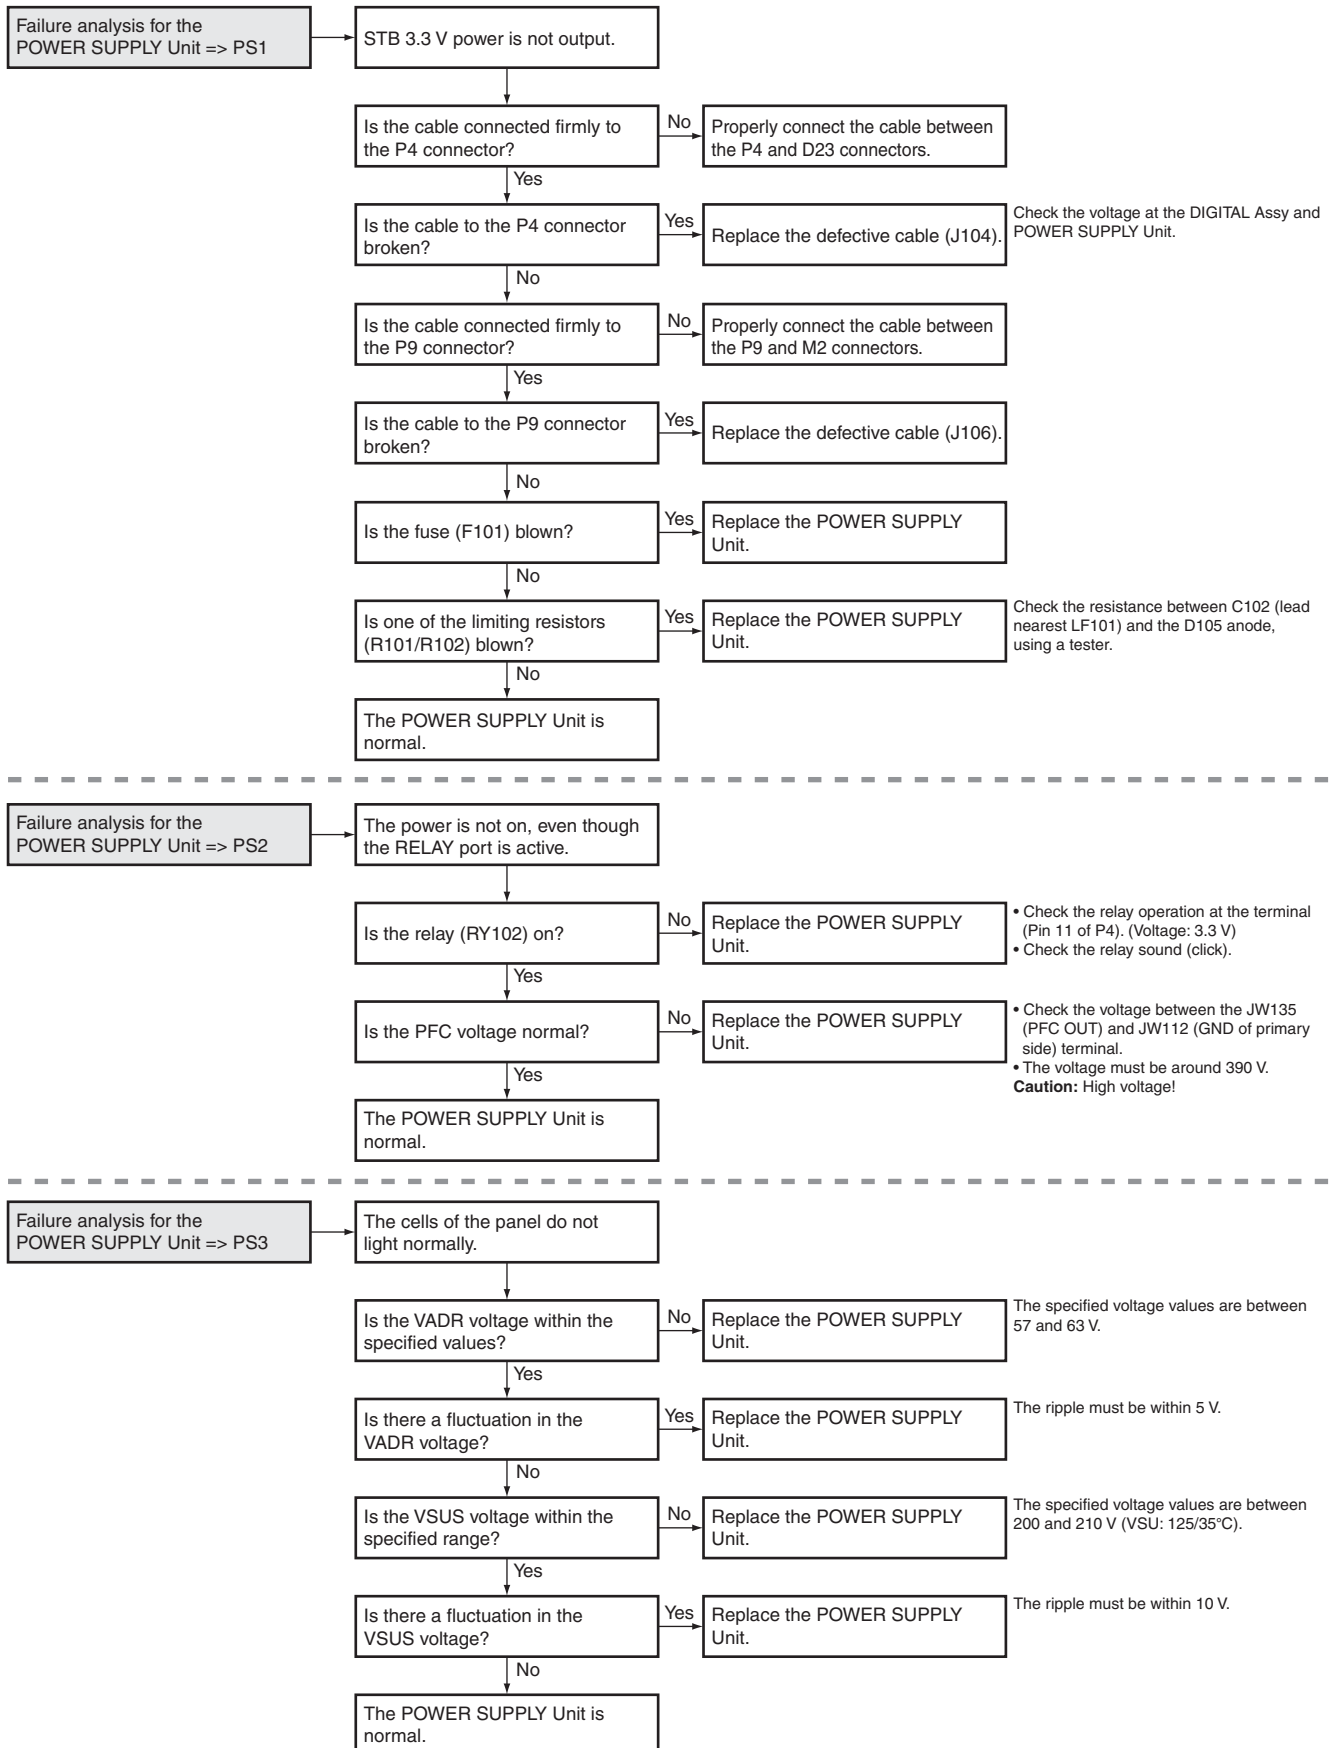 Failure analysis for the
POWER SUPPLY Unit => PS1
STB 3.3 V power is not output.
Is the cable connected firmly to
the P4 connector?
No
Properly connect the cable between
the P4 and D23 connectors.
Yes
Is the cable to the P4 connector
broken?
Yes
Replace the defective cable (J104).
Check the voltage at the DIGITAL Assy and
POWER SUPPLY Unit.
No
Is the cable connected firmly to
the P9 connector?
No
Properly connect the cable between
the P9 and M2 connectors.
Yes
Is the cable to the P9 connector
broken?
Yes
Replace the defective cable (J106).
No
Is the fuse (F101) blown?
Yes
Replace the POWER SUPPLY
Unit.
No
Is one of the limiting resistors
(R101/R102) blown?
Yes
Replace the POWER SUPPLY
Unit.
Check the resistance between C102 (lead
nearest LF101) and the D105 anode,
using a tester.
No
The POWER SUPPLY Unit is
normal.
Failure analysis for the
POWER SUPPLY Unit => PS2
The power is not on, even though
the RELAY port is active.
Is the relay (RY102) on?
No
Replace the POWER SUPPLY
Unit.
• Check the relay operation at the terminal
(Pin 11 of P4). (Voltage: 3.3 V)
• Check the relay sound (click).
Yes
Is the PFC voltage normal?
No
Replace the POWER SUPPLY
Unit.
• Check the voltage between the JW135
(PFC OUT) and JW112 (GND of primary
side) terminal.
• The voltage must be around 390 V.
Caution: High voltage!
Yes
The POWER SUPPLY Unit is
normal.
Failure analysis for the
POWER SUPPLY Unit => PS3
The cells of the panel do not
light normally.
Is the VADR voltage within the
specified values?
No
Replace the POWER SUPPLY
Unit.
The specified voltage values are between
57 and 63 V.
Yes
Is there a fluctuation in the
VADR voltage?
Yes
Replace the POWER SUPPLY
Unit.
The ripple must be within 5 V.
No
Is the VSUS voltage within the
specified range?
No
Replace the POWER SUPPLY
Unit.
The specified voltage values are between
200 and 210 V (VSU: 125/35°C).
Yes
Is there a fluctuation in the
VSUS voltage?
Yes
Replace the POWER SUPPLY
Unit.
The ripple must be within 10 V.
No
The POWER SUPPLY Unit is
normal.